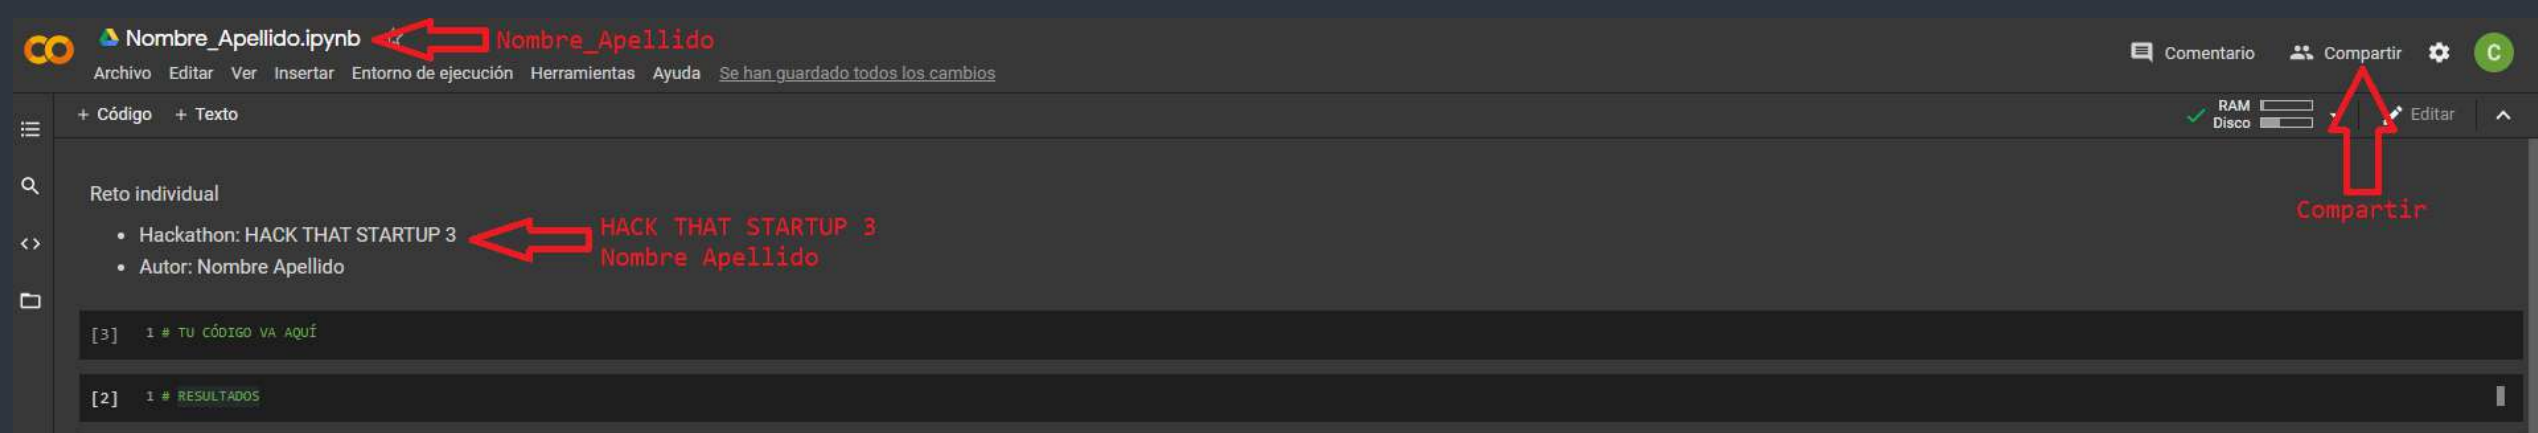 Nombre_Apellido.ipynb
Nombre_Apellido
Archivo Editar Ver Insertar Entorno de ejecución Herramientas Ayuda Se han guardado todos los cambios
Comentario Compartir C
+ Código + Texto
RAM
Disco
Editar
Reto individual
• Hackathon: HACK THAT STARTUP 3
• Autor: Nombre Apellido
HACK THAT STARTUP 3
Nombre Apellido
Compartir
[3] 1 # TU CÓDIGO VA AQUÍ
[2] 1 # RESULTADOS